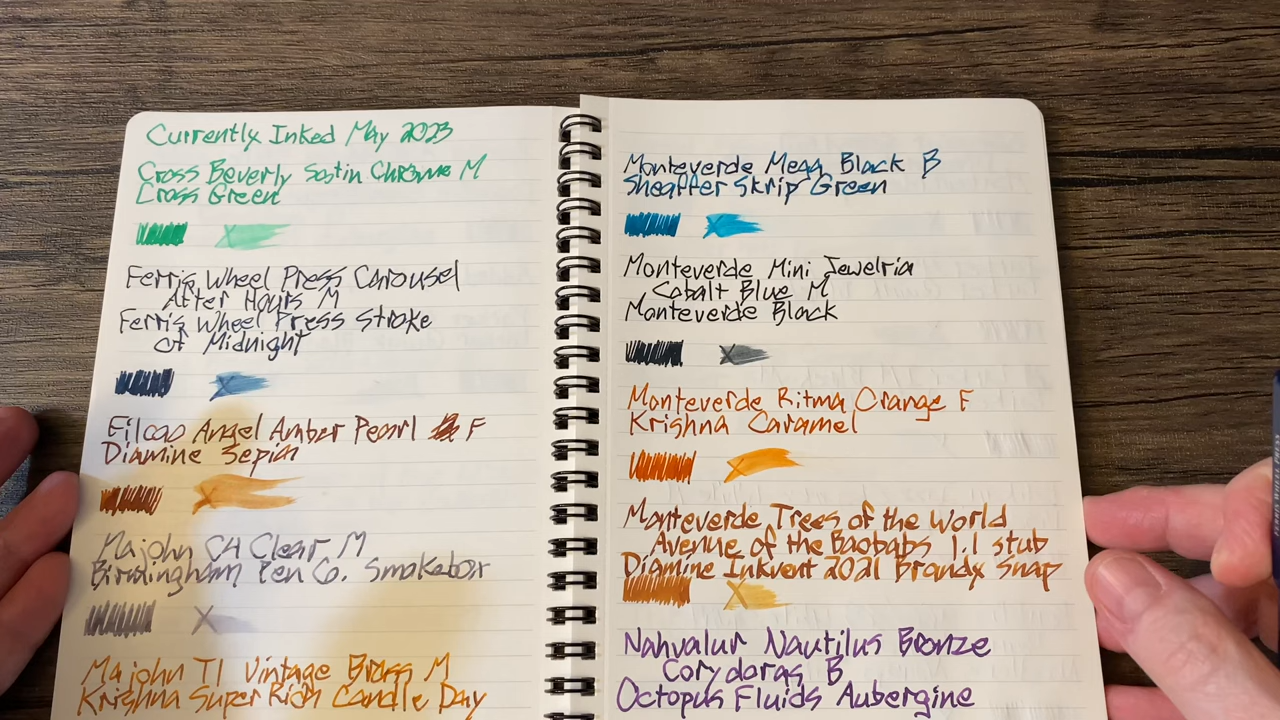 Currently Inked May 2023
Cross Beverly Satin Chrome M
Cross Green
Ferris Wheel Press Carousel
After Hours M
Ferris Wheel Press Stroke
of Midnight
Eilcao Angel Amber Pearl F
Diamine Sepia
Majohn C4 Clear M
Birmingham Pen Co. Smokebox
Majohn T1 Vintage Brass M
Krishna Super Rich Candle Day
Monteverde Mega Black B
Sheaffer Skrip Green
Monteverde Mini Jewelria
Cobalt Blue M
Monteverde Black
Monteverde Ritma Orange F
Krishna Caramel
Monteverde Trees of the World
Avenue of the Baobabs 1.1 stub
Diamine Inkvent 2021 Brandy Snap
Nahvalur Nautilus Bronze
Corydoras B
Octopus Fluids Aubergine